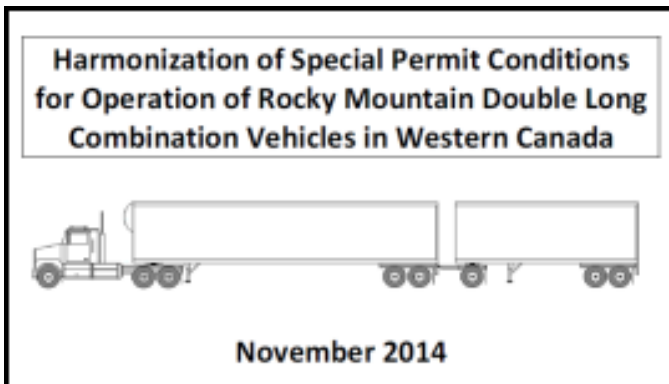 Harmonization of Special Permit Conditions
for Operation of Rocky Mountain Double Long
Combination Vehicles in Western Canada
November 2014